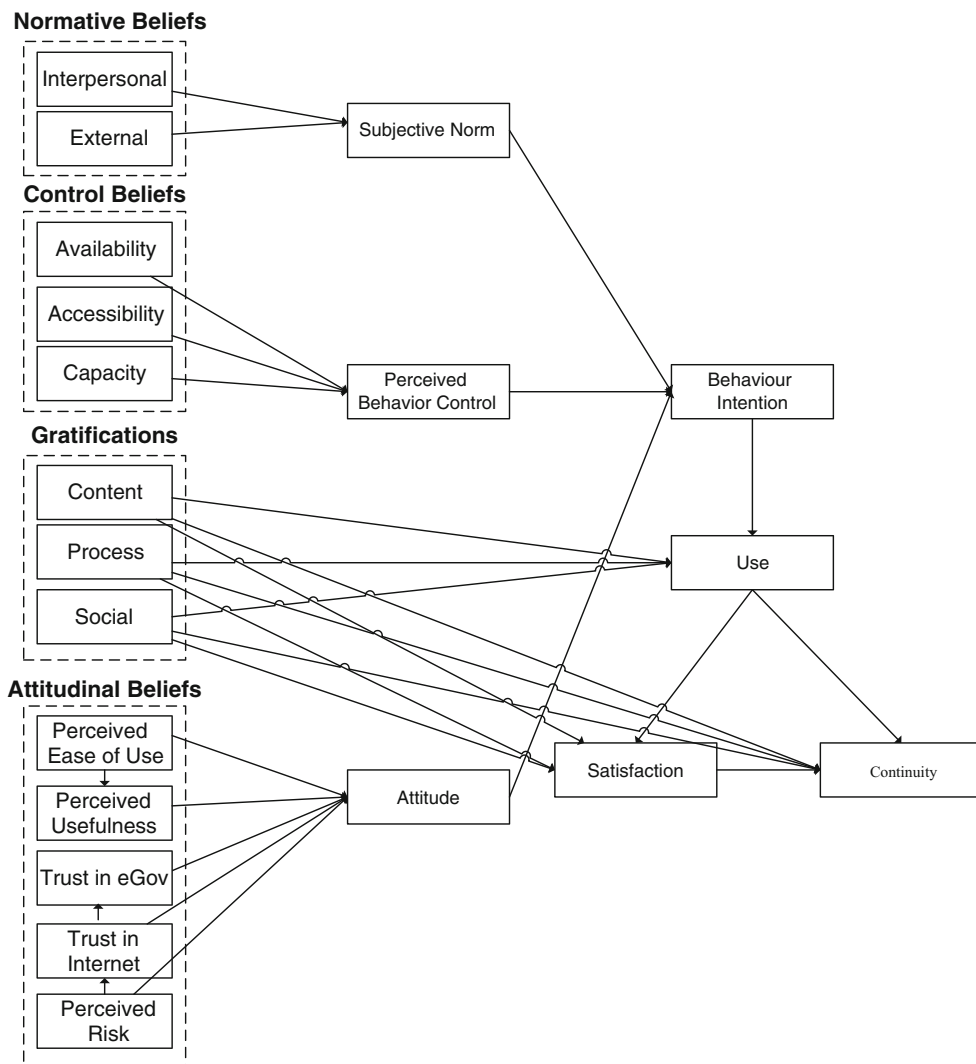 Normative Beliefs
Interpersonal
External
Subjective Norm
Control Beliefs
Availability
Accessibility
Capacity
Perceived
Behavior Control
Behaviour
Intention
Gratifications
Content
Process
Social
Use
Attitudinal Beliefs
Perceived
Ease of Use
Perceived
Usefulness
Trust in eGov
Trust in
Internet
Perceived
Risk
Attitude
Satisfaction
Continuity